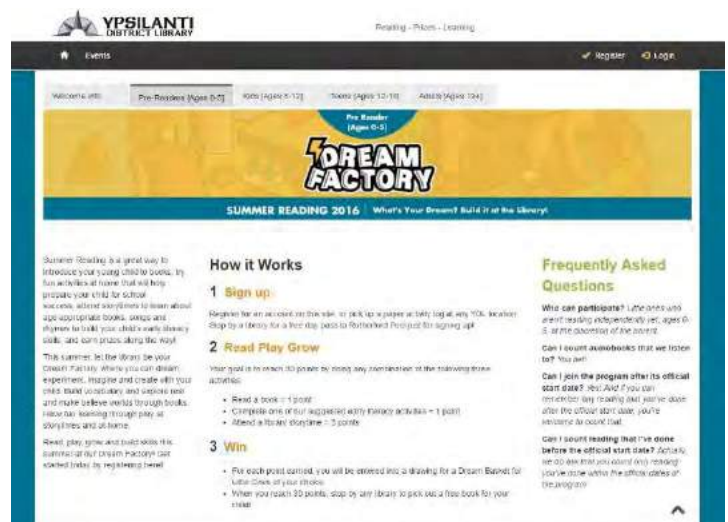 YPSILANTI
DISTRICT LIBRARY
Reading - Prizes - Learning
Events
Register
Login
Welcome Info
Pre-Readers (Ages 0-5)
Kids (Ages 5-12)
Teens (Ages 12-18)
Adults (Ages
Pre Reader
(Ages 0-5)
DREAM
FACTORY
SUMMER READING 2016 | What's Your Dream? Build it at the Library!
Summer Reading is a great way to
introduce your young child to books, try
fun activities at home that will help
prepare your child for school
success, attend storytimes to learn about
age appropriate books, songs and
rhymes to build your child's early literacy
skills, and earn prizes along the way!
This summer, let the library be your
Dream Factory, where you can dream,
experiment, imagine and create with your
child. Build vocabulary and explore new
and make believe worlds through books.
Have fun learning through play at
storytimes and at home.
Read, play, grow and build skills this
summer at our Dream Factory! Get
started today by registering here!
How it Works
1 Sign up
Register for an account on this site, or pick up a paper activity log at any YDL location.
Stop by a library for a free day pass to Rutherford Pool just for signing up!
2 Read Play Grow
Your goal is to reach 30 points by doing any combination of the following three
activities:
• Read a book = 1 point
• Complete one of our suggested early literacy activities = 1 point
• Attend a library storytime = 3 points
3 Win
• For each point earned, you will be entered into a drawing for a Dream Basket for
Little Ones of your choice.
• When you reach 30 points, stop by any library to pick out a free book for your
child!
Frequently Asked
Questions
Who can participate? Little ones who
aren't reading independently yet, ages 0-
5, at the discretion of the parent.
Can I count audiobooks that we listen
to? You bet!
Can I join the program after its official
start date? Yes! And if you can
remember any reading that you've done
after the official start date, you're
welcome to count that.
Can I count reading that I've done
before the official start date? Actually,
we do ask that you count only reading
you've done within the official dates of
the program.